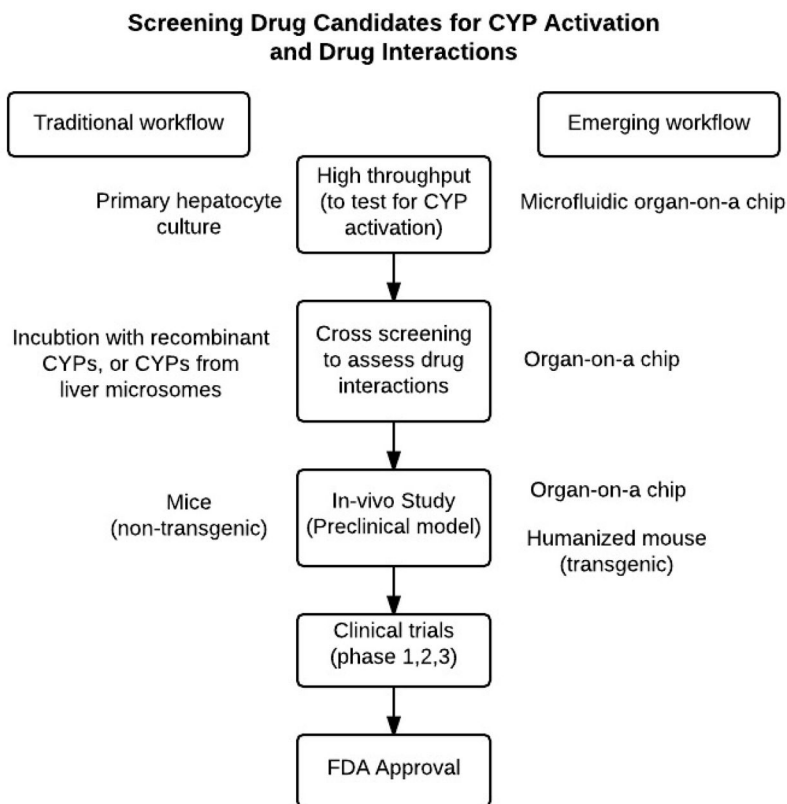 Screening Drug Candidates for CYP Activation
and Drug Interactions
Traditional workflow
Emerging workflow
Primary hepatocyte
culture
High throughput
(to test for CYP
activation)
Microfluidic organ-on-a chip
Incubtion with recombinant
CYPs, or CYPs from
liver microsomes
Cross screening
to assess drug
interactions
Organ-on-a chip
Mice
(non-transgenic)
In-vivo Study
(Preclinical model)
Organ-on-a chip
Humanized mouse
(transgenic)
Clinical trials
(phase 1,2,3)
FDA Approval